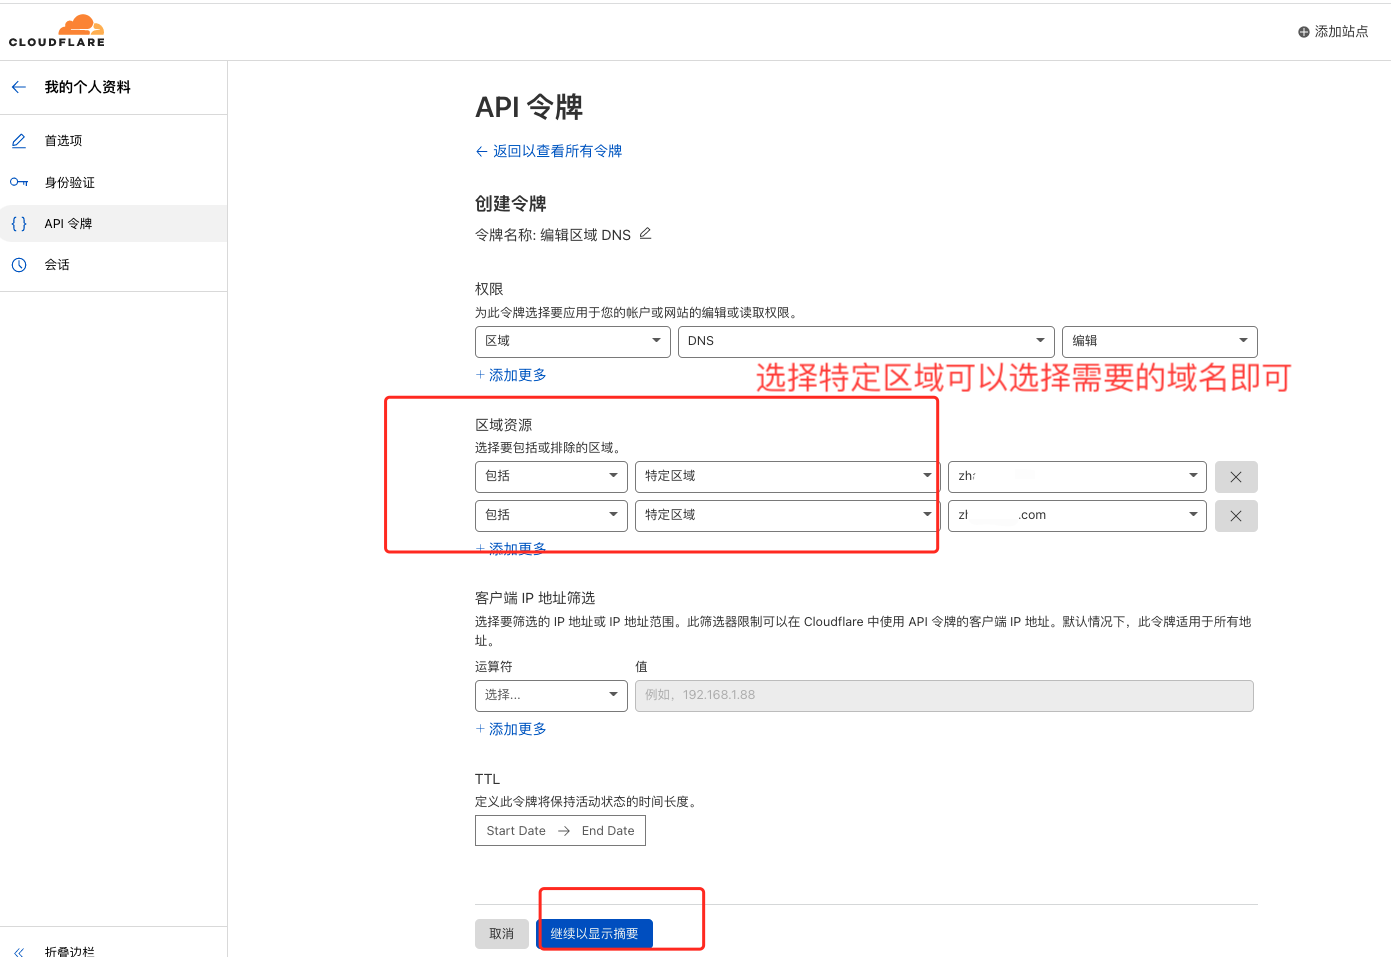 CLOUDFLARE
添加站点
我的个人资料
首选项
身份验证
API 令牌
会话
折叠边栏
API 令牌
← 返回以查看所有令牌
创建令牌
令牌名称: 编辑区域 DNS
权限
为此令牌选择要应用于您的帐户或网站的编辑或读取权限。
区域 DNS 编辑
+ 添加更多
选择特定区域可以选择需要的域名即可
区域资源
选择要包括或排除的区域。
包括 特定区域
包括 特定区域 .com
+ 添加更多
客户端 IP 地址筛选
选择要筛选的 IP 地址或 IP 地址范围。此筛选器限制可以在 Cloudflare 中使用 API 令牌的客户端 IP 地址。默认情况下，此令牌适用于所有地
址。
运算符 值
选择... 例如，192.168.1.88
+ 添加更多
TTL
定义此令牌将保持活动状态的时间长度。
Start Date → End Date
取消 继续以显示摘要